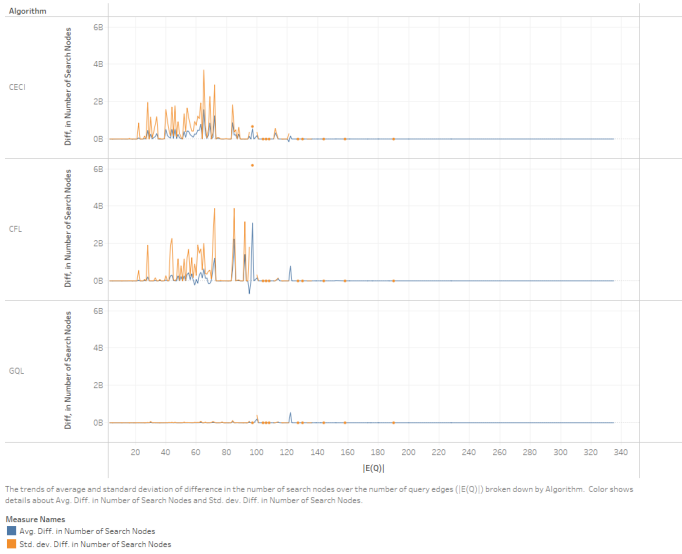 Algorithm
CECI
Diff, in Number of Search Nodes
6B
4B
2B
0B
CFL
Diff, in Number of Search Nodes
6B
4B
2B
0B
GQL
Diff, in Number of Search Nodes
6B
4B
2B
0B
20 40 60 80 100 120 140 160 180 200 220 240 260 280 300 320 340
|E(Q)|
The trends of average and standard deviation of difference in the number of search nodes over the number of query edges (|E(Q)|) broken down by Algorithm. Color shows
details about Avg. Diff. in Number of Search Nodes and Std. dev. Diff. in Number of Search Nodes.
Measure Names
Avg. Diff in Number of Search Nodes
Std. dev. Diff in Number of Search Nodes